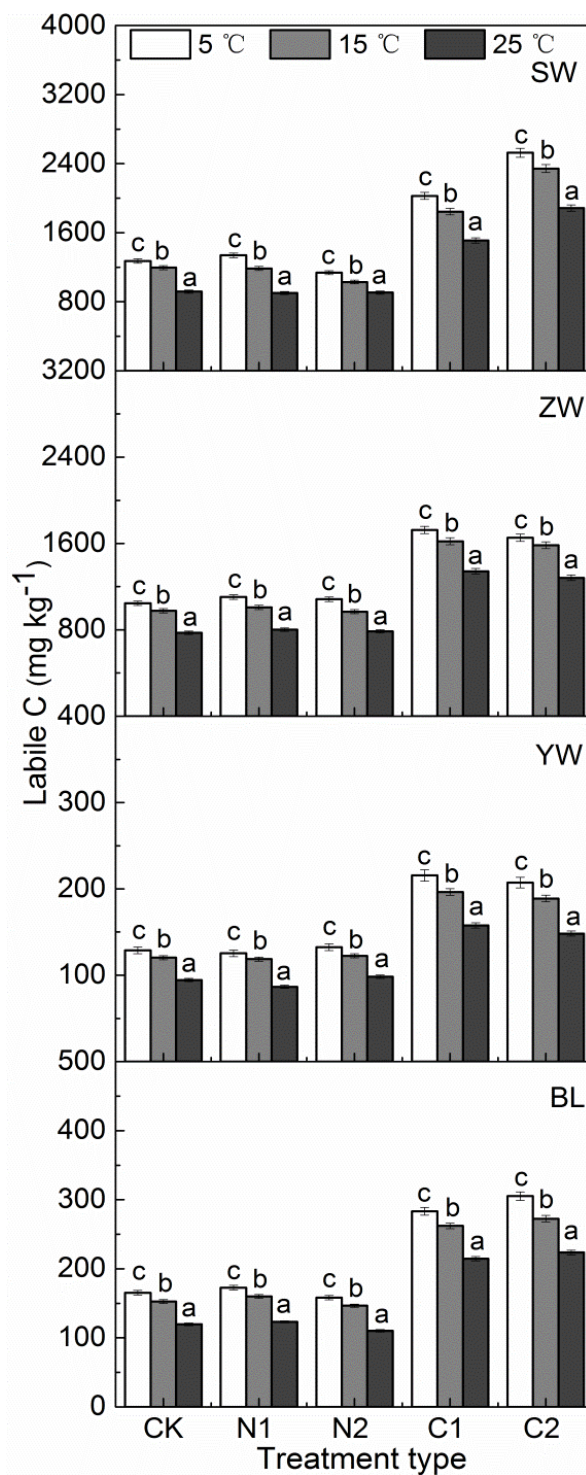 4000
5 ℃ 15 ℃ 25 ℃
SW
3200
2400
1600
800
c b a c b a c b a c b a c b a
3200
ZW
2400
1600
800
c b a c b a c b a c b a c b a
400
YW
300
200
100
c b a c b a c b a c b a c b a
500
BL
400
300
200
100
0
c b a c b a c b a c b a c b a
CK N1 N2 C1 C2
Treatment type
Labile C (mg kg⁻¹)